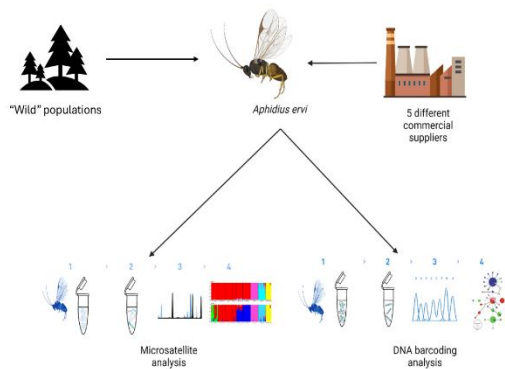 "Wild" populations
Aphidius ervi
5 different
commercial
suppliers
1 2 3 4
1 2 3 4
Microsatellite
analysis
DNA barcoding
analysis